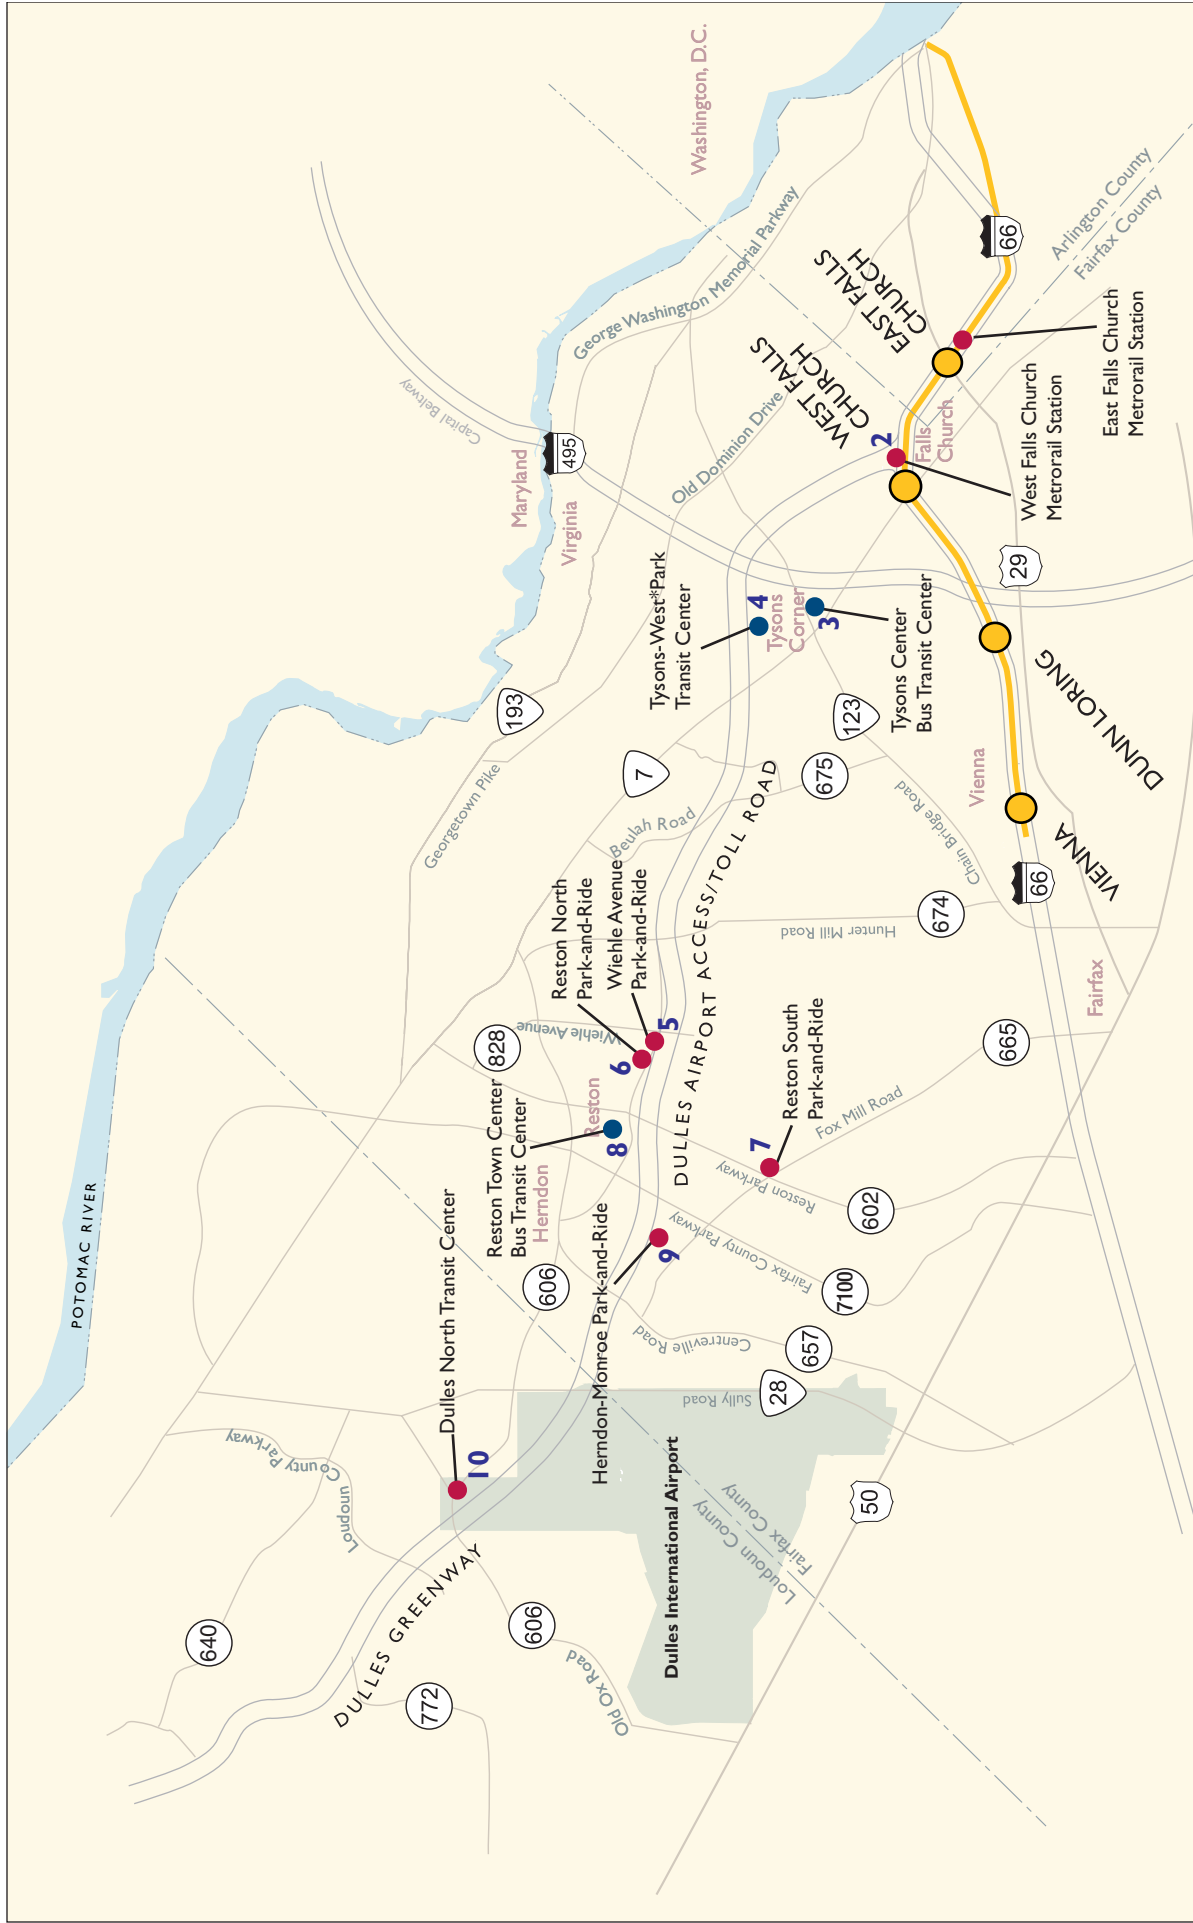 POTOMAC RIVER
Washington, D.C.
Capital Beltway
George Washington Memorial Parkway
Maryland
495
Virginia
Old Dominion Drive
193
Georgetown Pike
7
Beulah Road
Arlington County
Fairfax County
66
EAST FALLS
CHURCH
WEST FALLS
CHURCH
East Falls Church
Metrorail Station
2
Falls
Church
West Falls Church
Metrorail Station
29
Tysons-West*Park
Transit Center
4
Tysons
Corner
3
Tysons Center
Bus Transit Center
123
675
DUNN LORING
Vienna
VIENNA
66
Chain Bridge Road
674
Hunter Mill Road
DULLES AIRPORT ACCESS/TOLL ROAD
Reston North
Park-and-Ride
Wiehle Avenue
Park-and-Ride
5
6
Wiehle Avenue
828
Reston
Reston Town Center
Bus Transit Center
8
Herndon
Reston South
Park-and-Ride
7
Fox Mill Road
665
Fairfax
Reston Parkway
602
Fairfax County Parkway
7100
Herndon-Monroe Park-and-Ride
9
606
Centreville Road
657
Sully Road
28
Dulles North Transit Center
10
Loudoun County Parkway
Dulles International Airport
Fairfax County
Loudoun County
50
DULLES GREENWAY
640
606
Old Ox Road
772